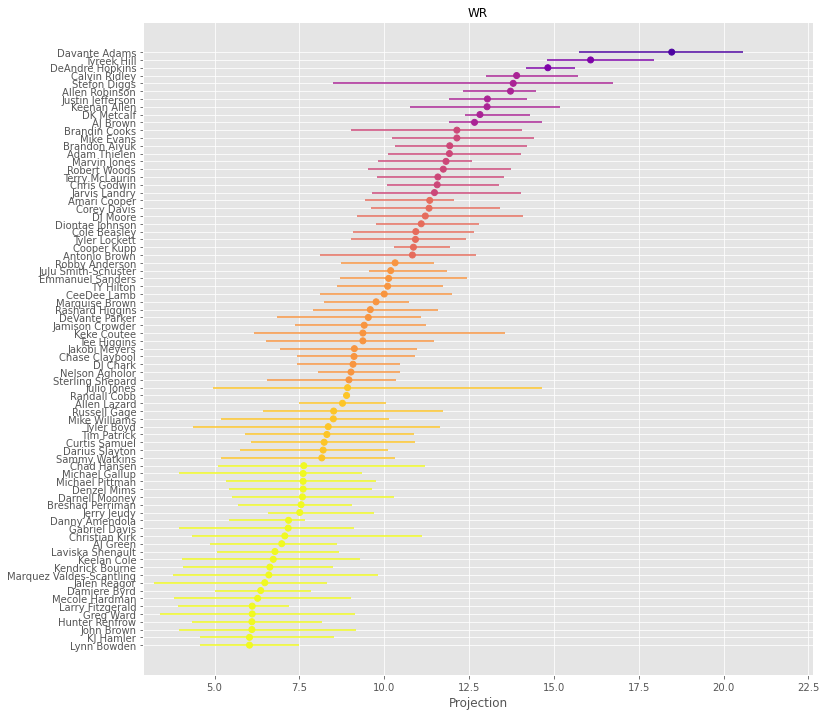 WR
Davante Adams
Tyreek Hill
DeAndre Hopkins
Calvin Ridley
Stefon Diggs
Allen Robinson
Justin Jefferson
Keenan Allen
DK Metcalf
AJ Brown
Brandin Cooks
Mike Evans
Brandon Aiyuk
Adam Thielen
Marvin Jones
Robert Woods
Terry McLaurin
Chris Godwin
Jarvis Landry
Amari Cooper
Corey Davis
DJ Moore
Diontae Johnson
Cole Beasley
Tyler Lockett
Cooper Kupp
Antonio Brown
Robby Anderson
JuJu Smith-Schuster
Emmanuel Sanders
TY Hilton
CeeDee Lamb
Marquise Brown
Rashard Higgins
DeVante Parker
Jamison Crowder
Keke Coutee
Tee Higgins
Jakobi Meyers
Chase Claypool
DJ Chark
Nelson Agholor
Sterling Shepard
Julio Jones
Randall Cobb
Allen Lazard
Russell Gage
Mike Williams
Tyler Boyd
Tim Patrick
Curtis Samuel
Darius Slayton
Sammy Watkins
Chad Hansen
Michael Gallup
Michael Pittman
Denzel Mims
Darnell Mooney
Breshad Perriman
Jerry Jeudy
Danny Amendola
Gabriel Davis
Christian Kirk
AJ Green
Laviska Shenault
Keelan Cole
Kendrick Bourne
Marquez Valdes-Scantling
Jalen Reagor
Damiere Byrd
Mecole Hardman
Larry Fitzgerald
Greg Ward
Hunter Renfrow
John Brown
KJ Hamler
Lynn Bowden
5.0 7.5 10.0 12.5 15.0 17.5 20.0 22.5
Projection